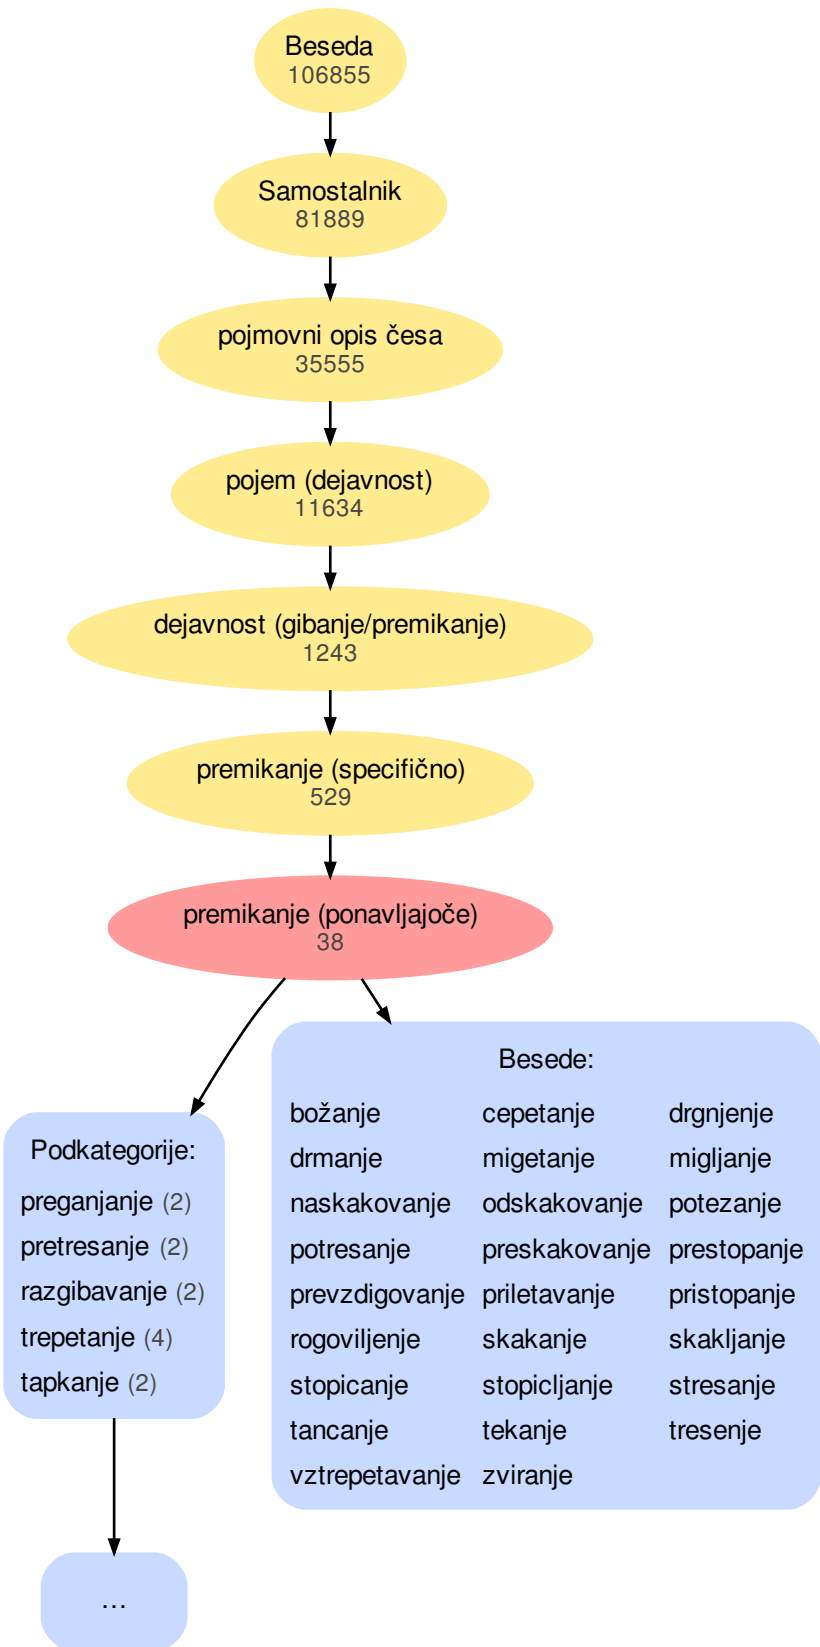 Beseda
106855
Samostalnik
81889
pojmovni opis česa
35555
pojem (dejavnost)
11634
dejavnost (gibanje/premikanje)
1243
premikanje (specifično)
529
premikanje (ponavljajoče)
38
Podkategorije:
preganjanje (2)
pretresanje (2)
razgibavanje (2)
trepetanje (4)
tapkanje (2)
...
Besede:
božanje cepetanje drgnjenje
drmanje migetanje migljanje
naskakovanje odskakovanje potezanje
potresanje preskakovanje prestopanje
prevzdigovanje priletavanje pristopanje
rogoviljenje skakanje skakljanje
stopicanje stopicljanje stresanje
tancanje tekanje tresenje
vztrepetavanje zviranje